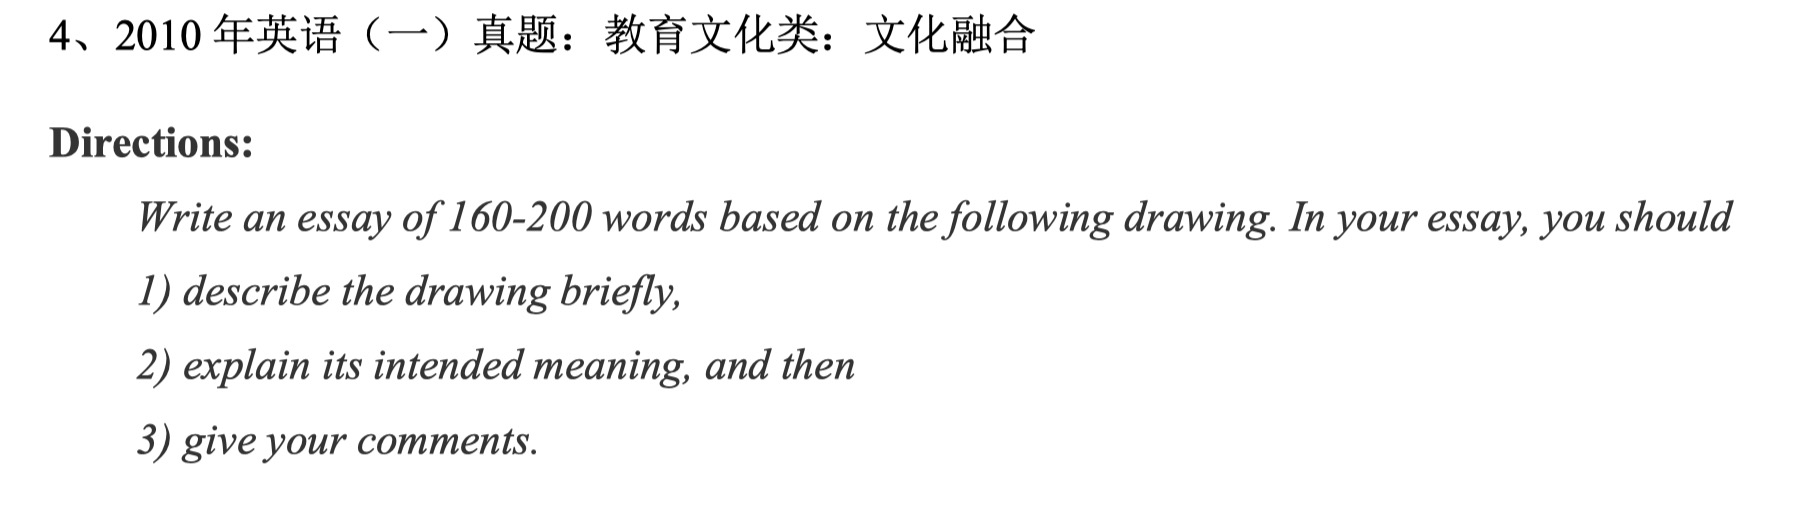 4、2010 年英语（一）真题：教育文化类：文化融合
Directions:
Write an essay of 160-200 words based on the following drawing. In your essay, you should
1) describe the drawing briefly,
2) explain its intended meaning, and then
3) give your comments.